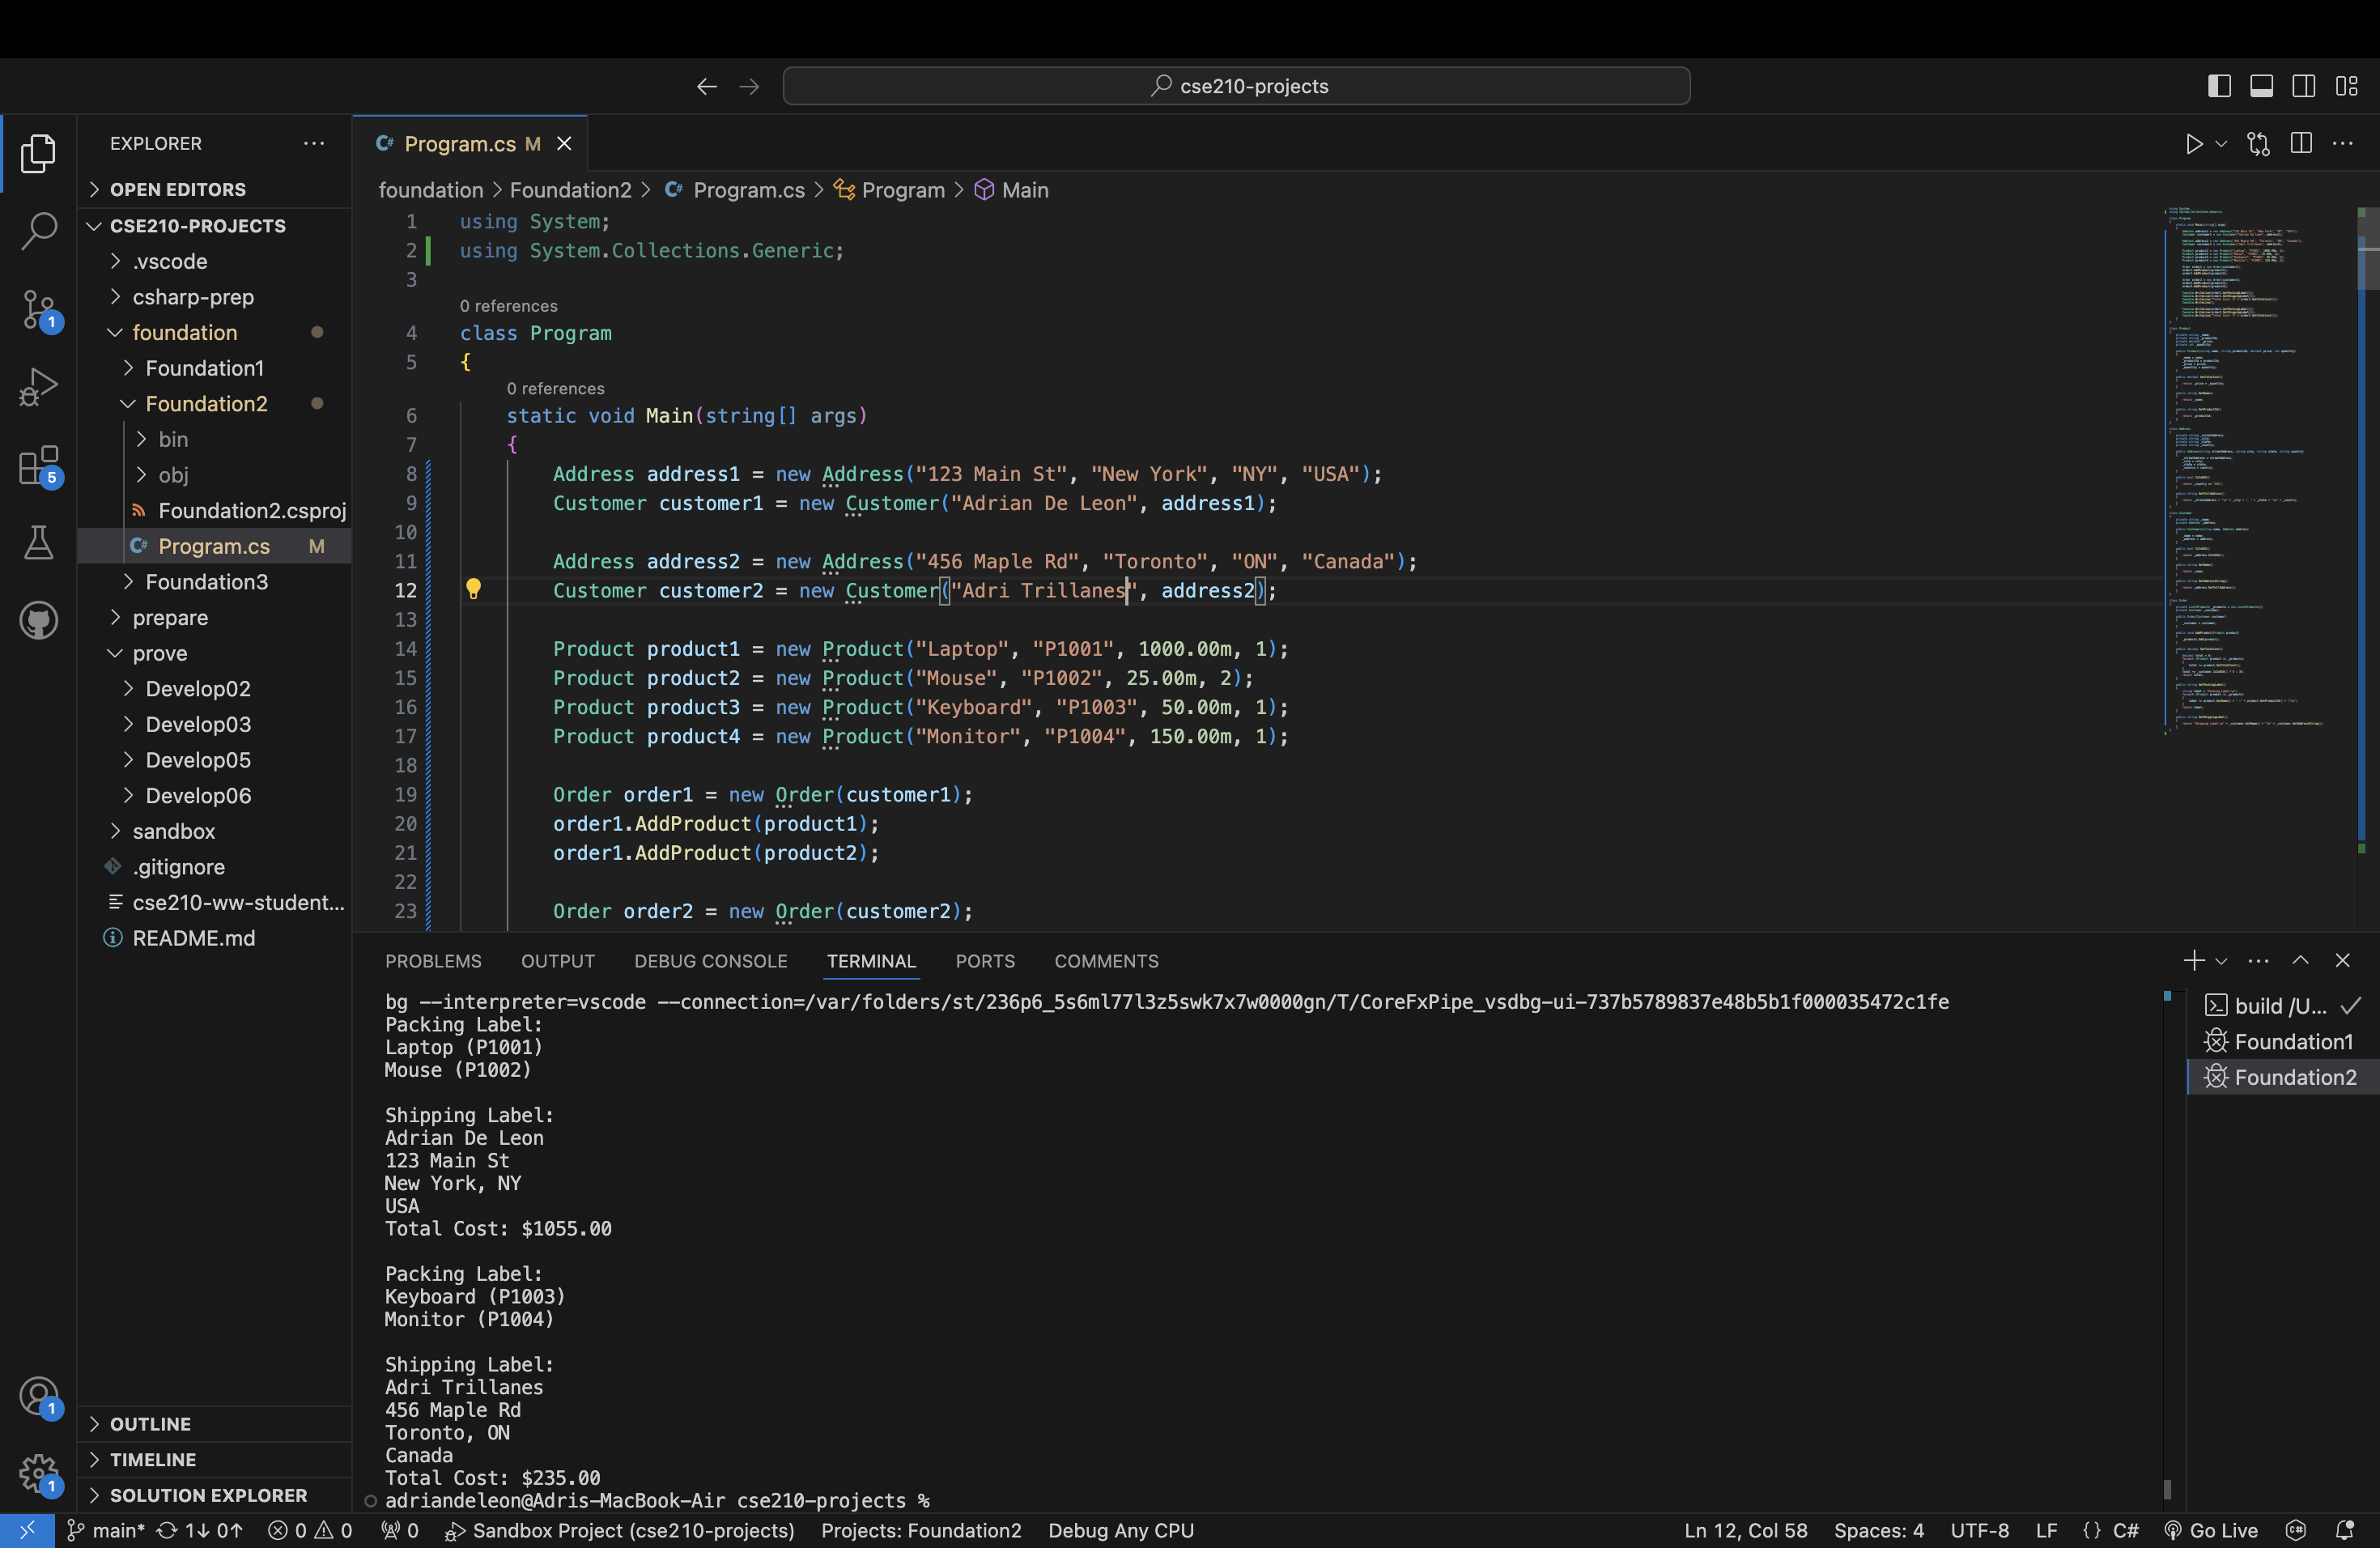 cse210-projects
EXPLORER
Program.cs M
OPEN EDITORS
CSE210-PROJECTS
.vscode
csharp-prep
foundation
Foundation1
Foundation2
bin
obj
Foundation2.csproj
Program.cs M
Foundation3
prepare
prove
Develop02
Develop03
Develop05
Develop06
sandbox
.gitignore
cse210-ww-student...
README.md
OUTLINE
TIMELINE
SOLUTION EXPLORER
1
5
1
1
foundation > Foundation2 > Program.cs > Program > Main
1 using System;
2 using System.Collections.Generic;
3
0 references
4 class Program
5 {
0 references
6 static void Main(string[] args)
7 {
8 Address address1 = new Address("123 Main St", "New York", "NY", "USA");
9 Customer customer1 = new Customer("Adrian De Leon", address1);
10
11 Address address2 = new Address("456 Maple Rd", "Toronto", "ON", "Canada");
12 Customer customer2 = new Customer("Adri Trillanes", address2);
13
14 Product product1 = new Product("Laptop", "P1001", 1000.00m, 1);
15 Product product2 = new Product("Mouse", "P1002", 25.00m, 2);
16 Product product3 = new Product("Keyboard", "P1003", 50.00m, 1);
17 Product product4 = new Product("Monitor", "P1004", 150.00m, 1);
18
19 Order order1 = new Order(customer1);
20 order1.AddProduct(product1);
21 order1.AddProduct(product2);
22
23 Order order2 = new Order(customer2);
PROBLEMS OUTPUT DEBUG CONSOLE TERMINAL PORTS COMMENTS
bg --interpreter=vscode --connection=/var/folders/st/236p6_5s6ml77l3z5swk7x7w0000gn/T/CoreFxPipe_vsdbg-ui-737b5789837e48b5b1f000035472c1fe
Packing Label:
Laptop (P1001)
Mouse (P1002)
Shipping Label:
Adrian De Leon
123 Main St
New York, NY
USA
Total Cost: $1055.00
Packing Label:
Keyboard (P1003)
Monitor (P1004)
Shipping Label:
Adri Trillanes
456 Maple Rd
Toronto, ON
Canada
Total Cost: $235.00
adriandeleon@Adris-MacBook-Air cse210-projects %
build /U...
Foundation1
Foundation2
main* 1↓ 0↑ 0 0 0 Sandbox Project (cse210-projects) Projects: Foundation2 Debug Any CPU Ln 12, Col 58 Spaces: 4 UTF-8 LF {} C# Go Live